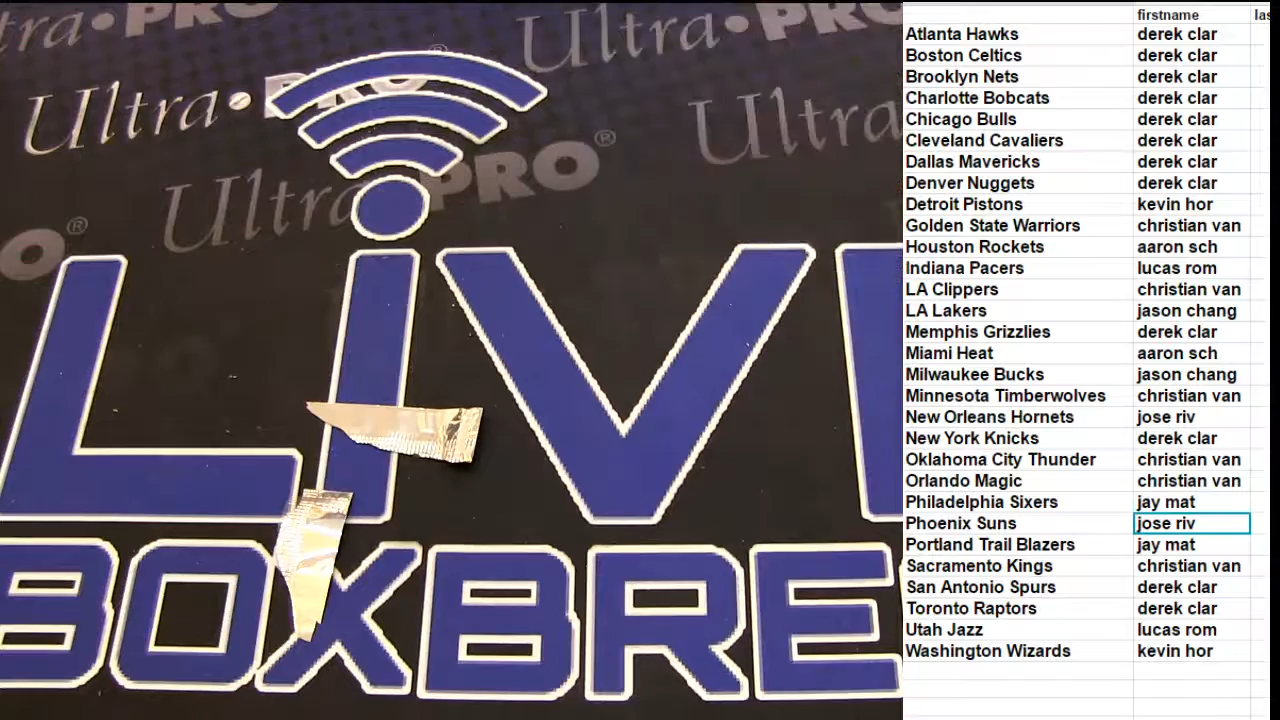 tra•PRO
Ultra•PRO
Ultra•PRO®
Ultra•PRO®
Ultra
O®
LIV
BOXBRE
firstname las
Atlanta Hawks derek clar
Boston Celtics derek clar
Brooklyn Nets derek clar
Charlotte Bobcats derek clar
Chicago Bulls derek clar
Cleveland Cavaliers derek clar
Dallas Mavericks derek clar
Denver Nuggets derek clar
Detroit Pistons kevin hor
Golden State Warriors christian van
Houston Rockets aaron sch
Indiana Pacers lucas rom
LA Clippers christian van
LA Lakers jason chang
Memphis Grizzlies derek clar
Miami Heat aaron sch
Milwaukee Bucks jason chang
Minnesota Timberwolves christian van
New Orleans Hornets jose riv
New York Knicks derek clar
Oklahoma City Thunder christian van
Orlando Magic christian van
Philadelphia Sixers jay mat
Phoenix Suns jose riv
Portland Trail Blazers jay mat
Sacramento Kings christian van
San Antonio Spurs derek clar
Toronto Raptors derek clar
Utah Jazz lucas rom
Washington Wizards kevin hor